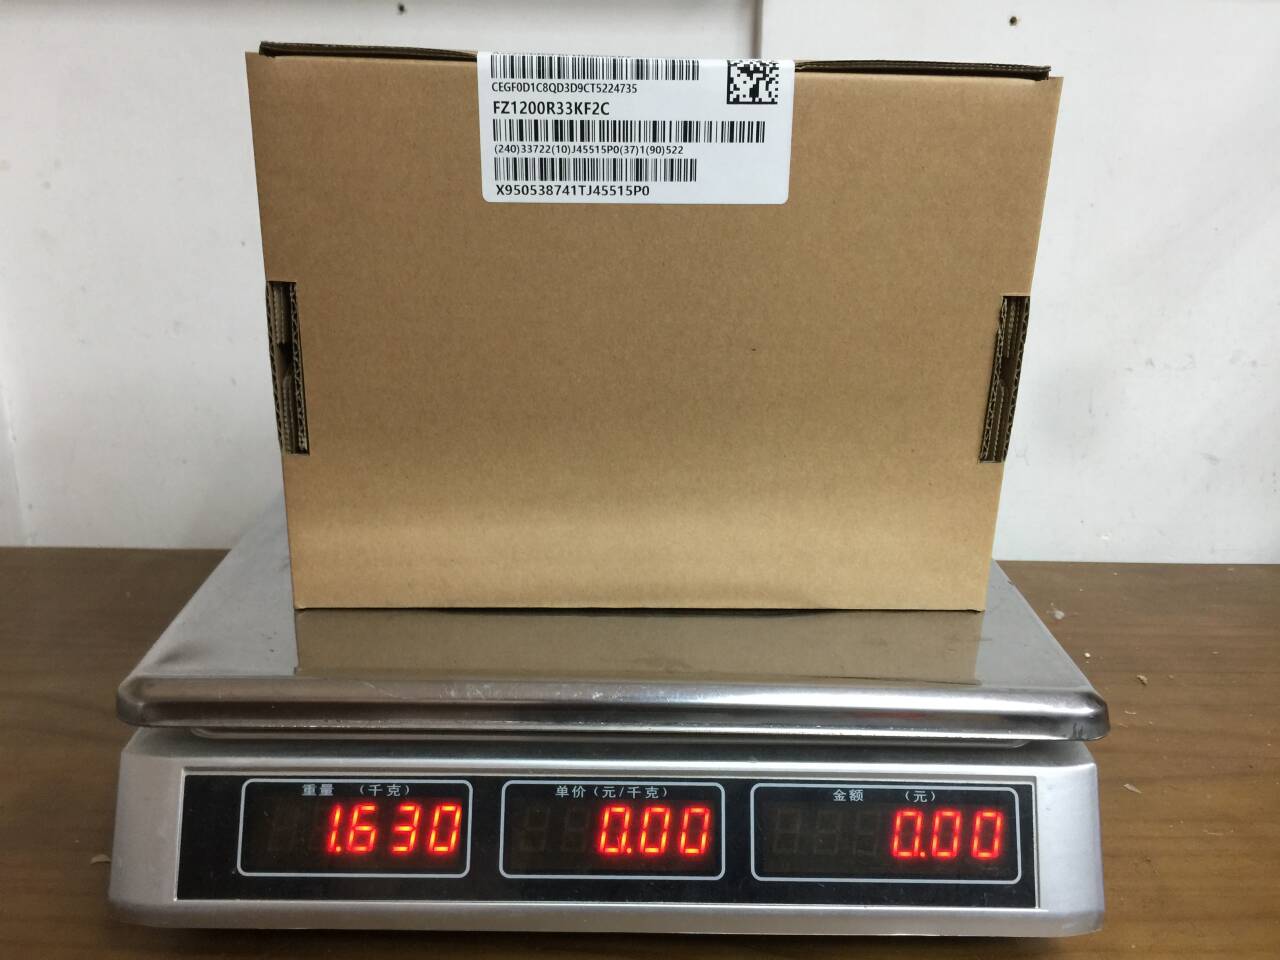 CEGF0D1C8QD3D9CT5224735
FZ1200R33KF2C
(240)33722(10)J45515P0(37)1(90)522
X950538741TJ45515P0
重量 (千克)
单价(元/千克)
金额 (元)
1.630
0.00
0.00